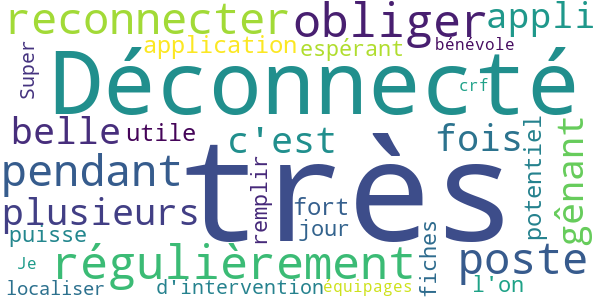 reconnecter
obliger
appli
application
espérant
bénévole
Super
Déconnecté
crf
belle
utile
c'est
fois
potentiel
gênant
pendant
très
remplir
plusieurs
fort
jour
puisse
régulièrement
poste
fiches
Je
localiser
d'intervention
équipages
l'on